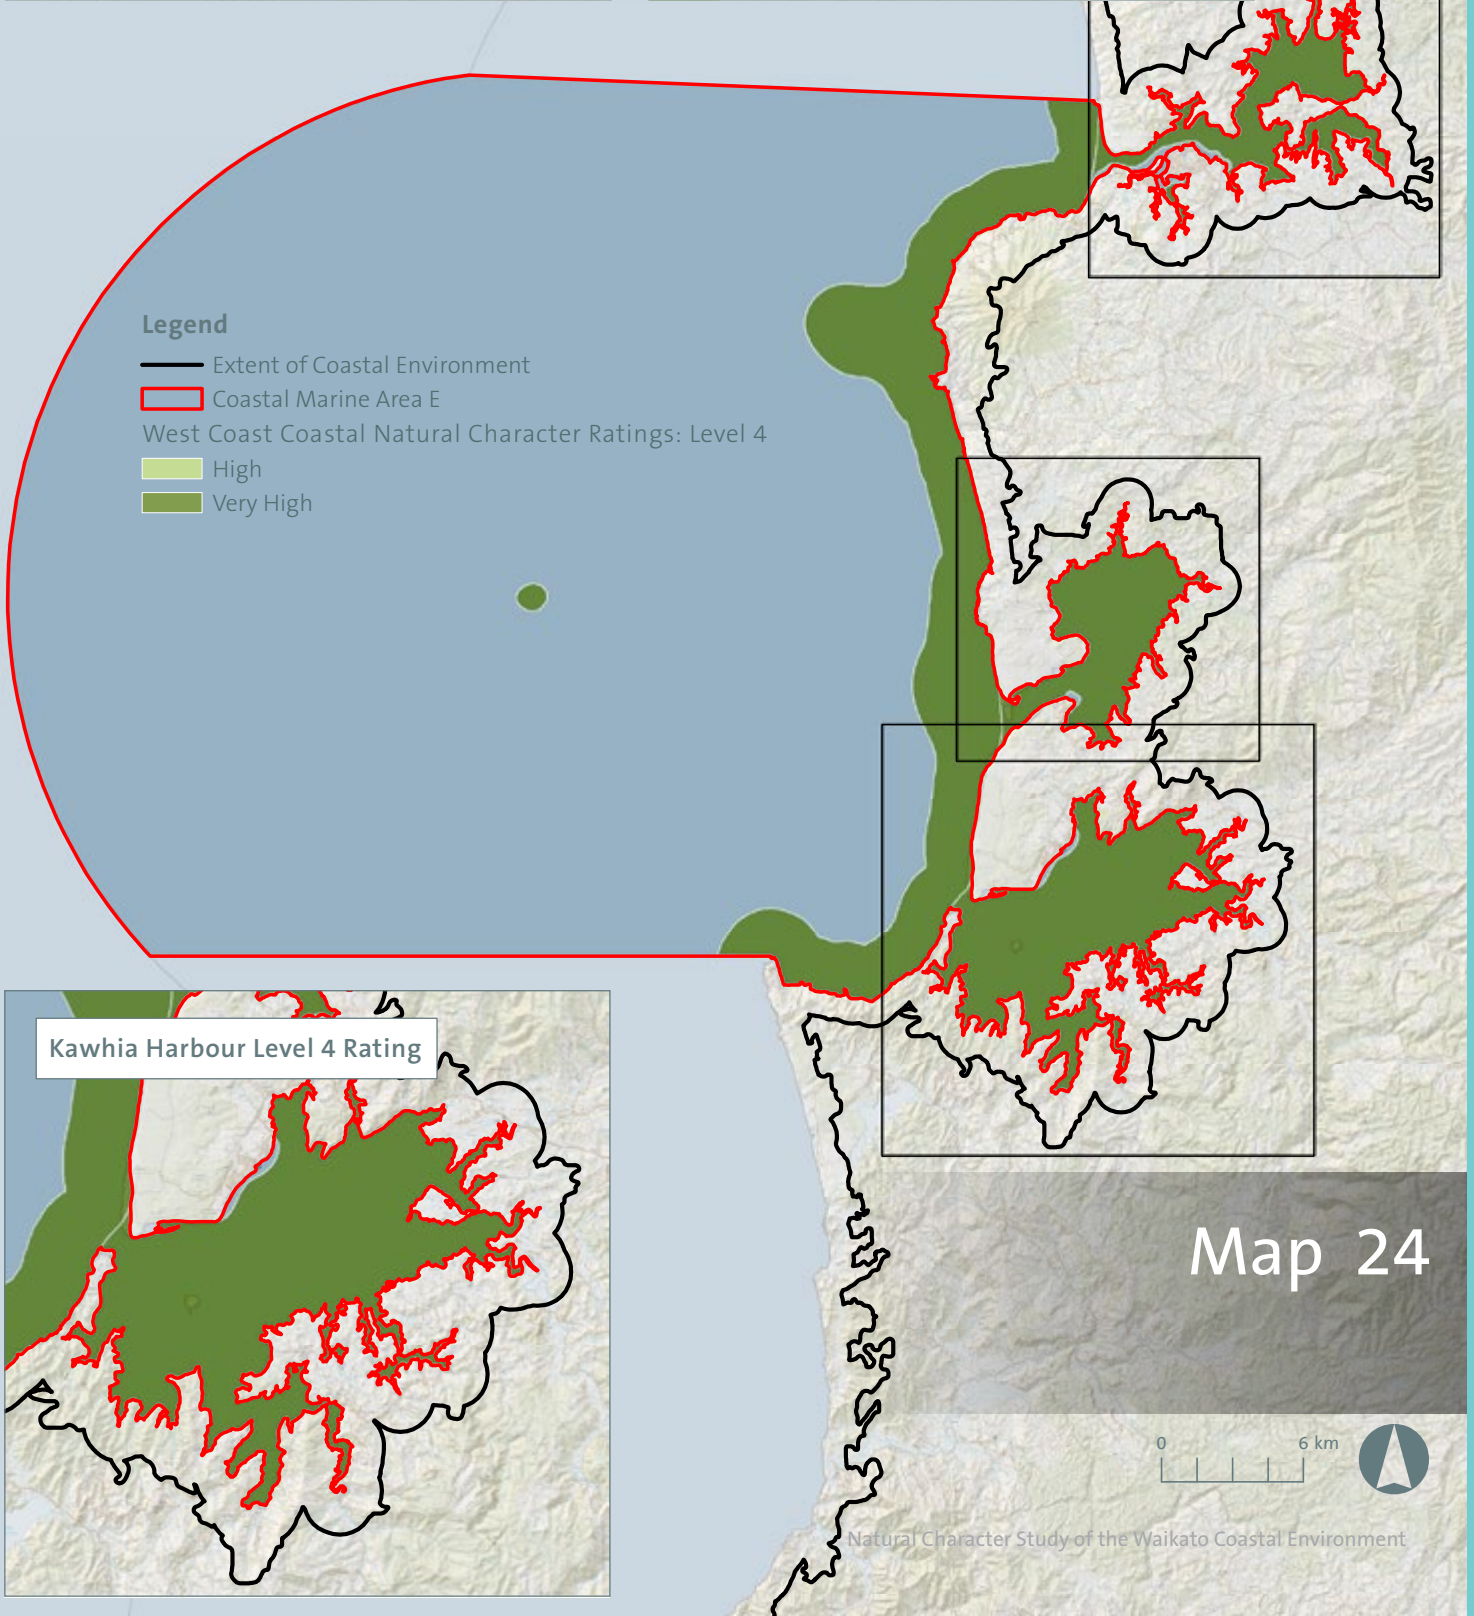 Legend
Extent of Coastal Environment
Coastal Marine Area E
West Coast Coastal Natural Character Ratings: Level 4
High
Very High
Kawhia Harbour Level 4 Rating
Map 24
0 6 km
Natural Character Study of the Waikato Coastal Environment